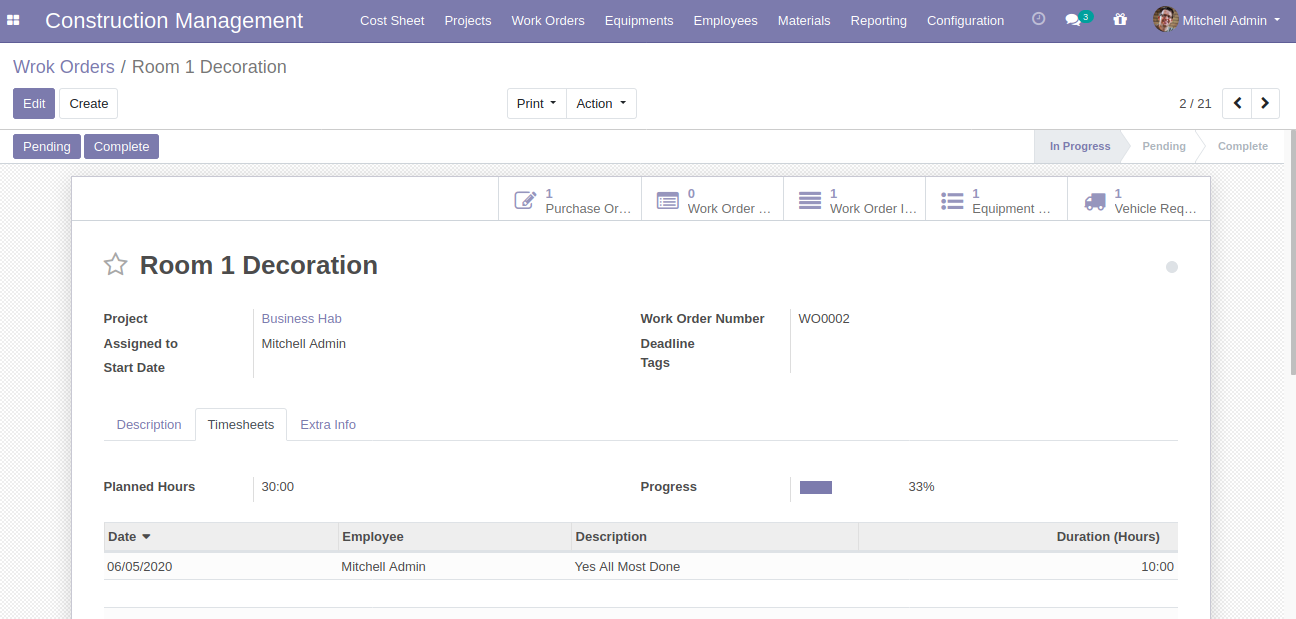 Construction Management Cost Sheet Projects Work Orders Equipments Employees Materials Reporting Configuration 3 Mitchell Admin
Wrok Orders / Room 1 Decoration
Edit Create Print Action 2 / 21
Pending Complete In Progress Pending Complete
1 0 1 1 1
Purchase Or... Work Order ... Work Order I... Equipment ... Vehicle Req...
Room 1 Decoration
Project Business Hab Work Order Number WO0002
Assigned to Mitchell Admin Deadline
Start Date Tags
Description Timesheets Extra Info
Planned Hours 30:00 Progress 33%
Date Employee Description Duration (Hours)
06/05/2020 Mitchell Admin Yes All Most Done 10:00